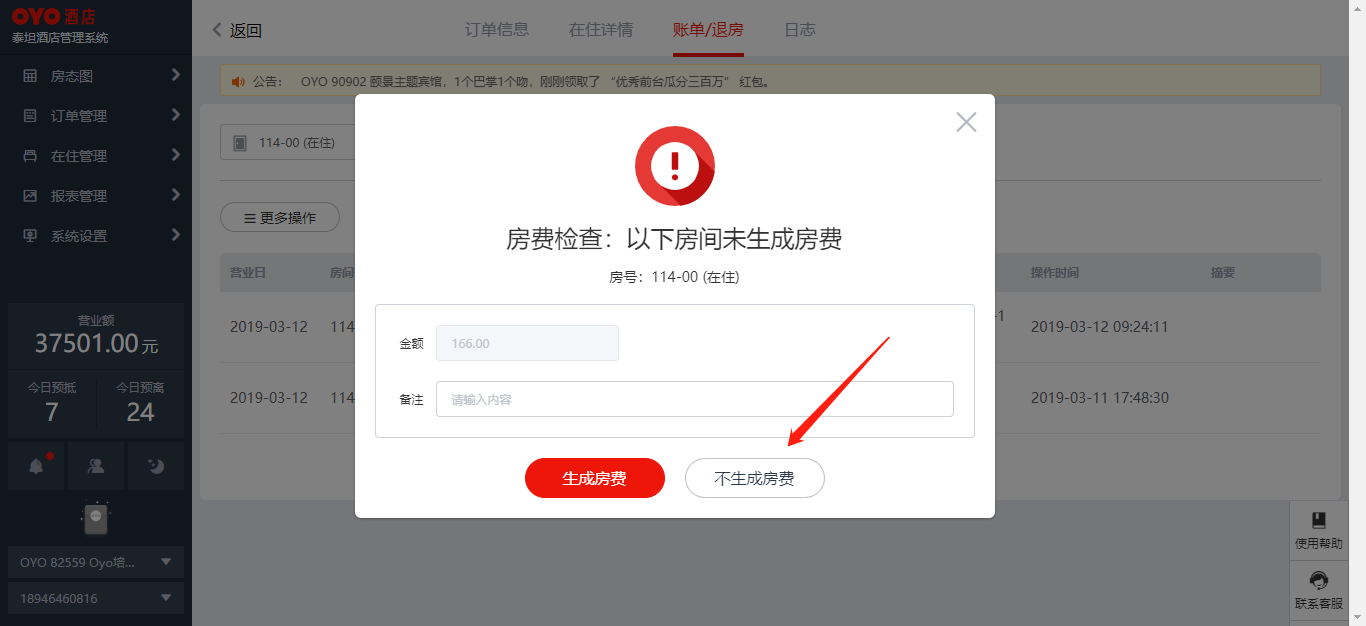 OYO 酒店
泰坦酒店管理系统
房态图
订单管理
在住管理
报表管理
系统设置
营业额
37501.00元
今日预抵
今日预离
7
24
OYO 82559 Oyo培...
18946460816
返回
订单信息
在住详情
账单/退房
日志
公告： OYO 90902 颐景主题宾馆，1个巴掌1个吻，刚刚领取了 “优秀前台瓜分三百万” 红包。
114-00 (在住)
更多操作
营业日
房间
操作时间
摘要
2019-03-12
114
-1
2019-03-12 09:24:11
2019-03-12
114
2019-03-11 17:48:30
房费检查：以下房间未生成房费
房号：114-00 (在住)
金额
166.00
备注
请输入内容
生成房费
不生成房费
使用帮助
联系客服